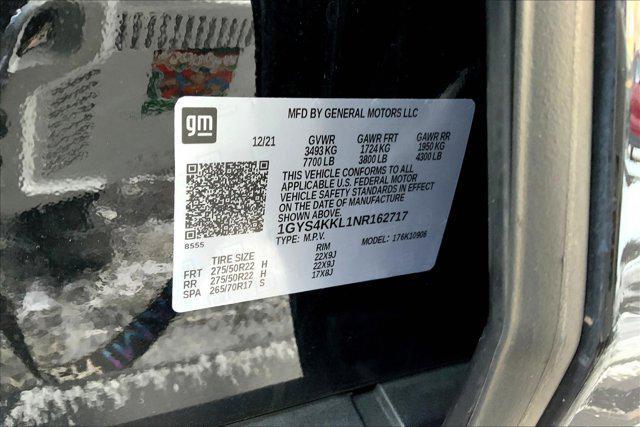 gm
MFD BY GENERAL MOTORS LLC
12/21 GVWR GAWR FRT GAWR RR
3493 KG 1724 KG 1950 KG
7700 LB 3800 LB 4300 LB
THIS VEHICLE CONFORMS TO ALL
APPLICABLE U.S. FEDERAL MOTOR
VEHICLE SAFETY STANDARDS IN EFFECT
ON THE DATE OF MANUFACTURE
SHOWN ABOVE.
1GYS4KKL1NR162717
8555 TYPE: M.P.V. MODEL: 176K10906
TIRE SIZE RIM
FRT 275/50R22 H 22X9J
RR 275/50R22 H 22X9J
SPA 265/70R17 S 17X8J